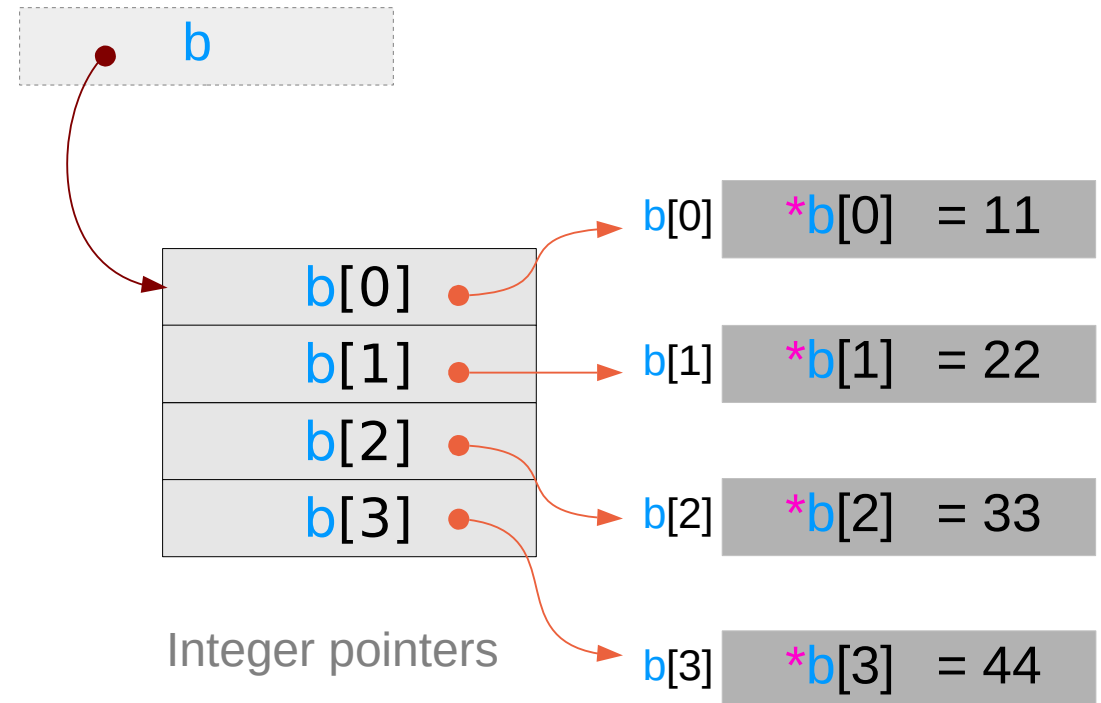 b
b[0]
b[1]
b[2]
b[3]
Integer pointers
b[0] *b[0] = 11
b[1] *b[1] = 22
b[2] *b[2] = 33
b[3] *b[3] = 44